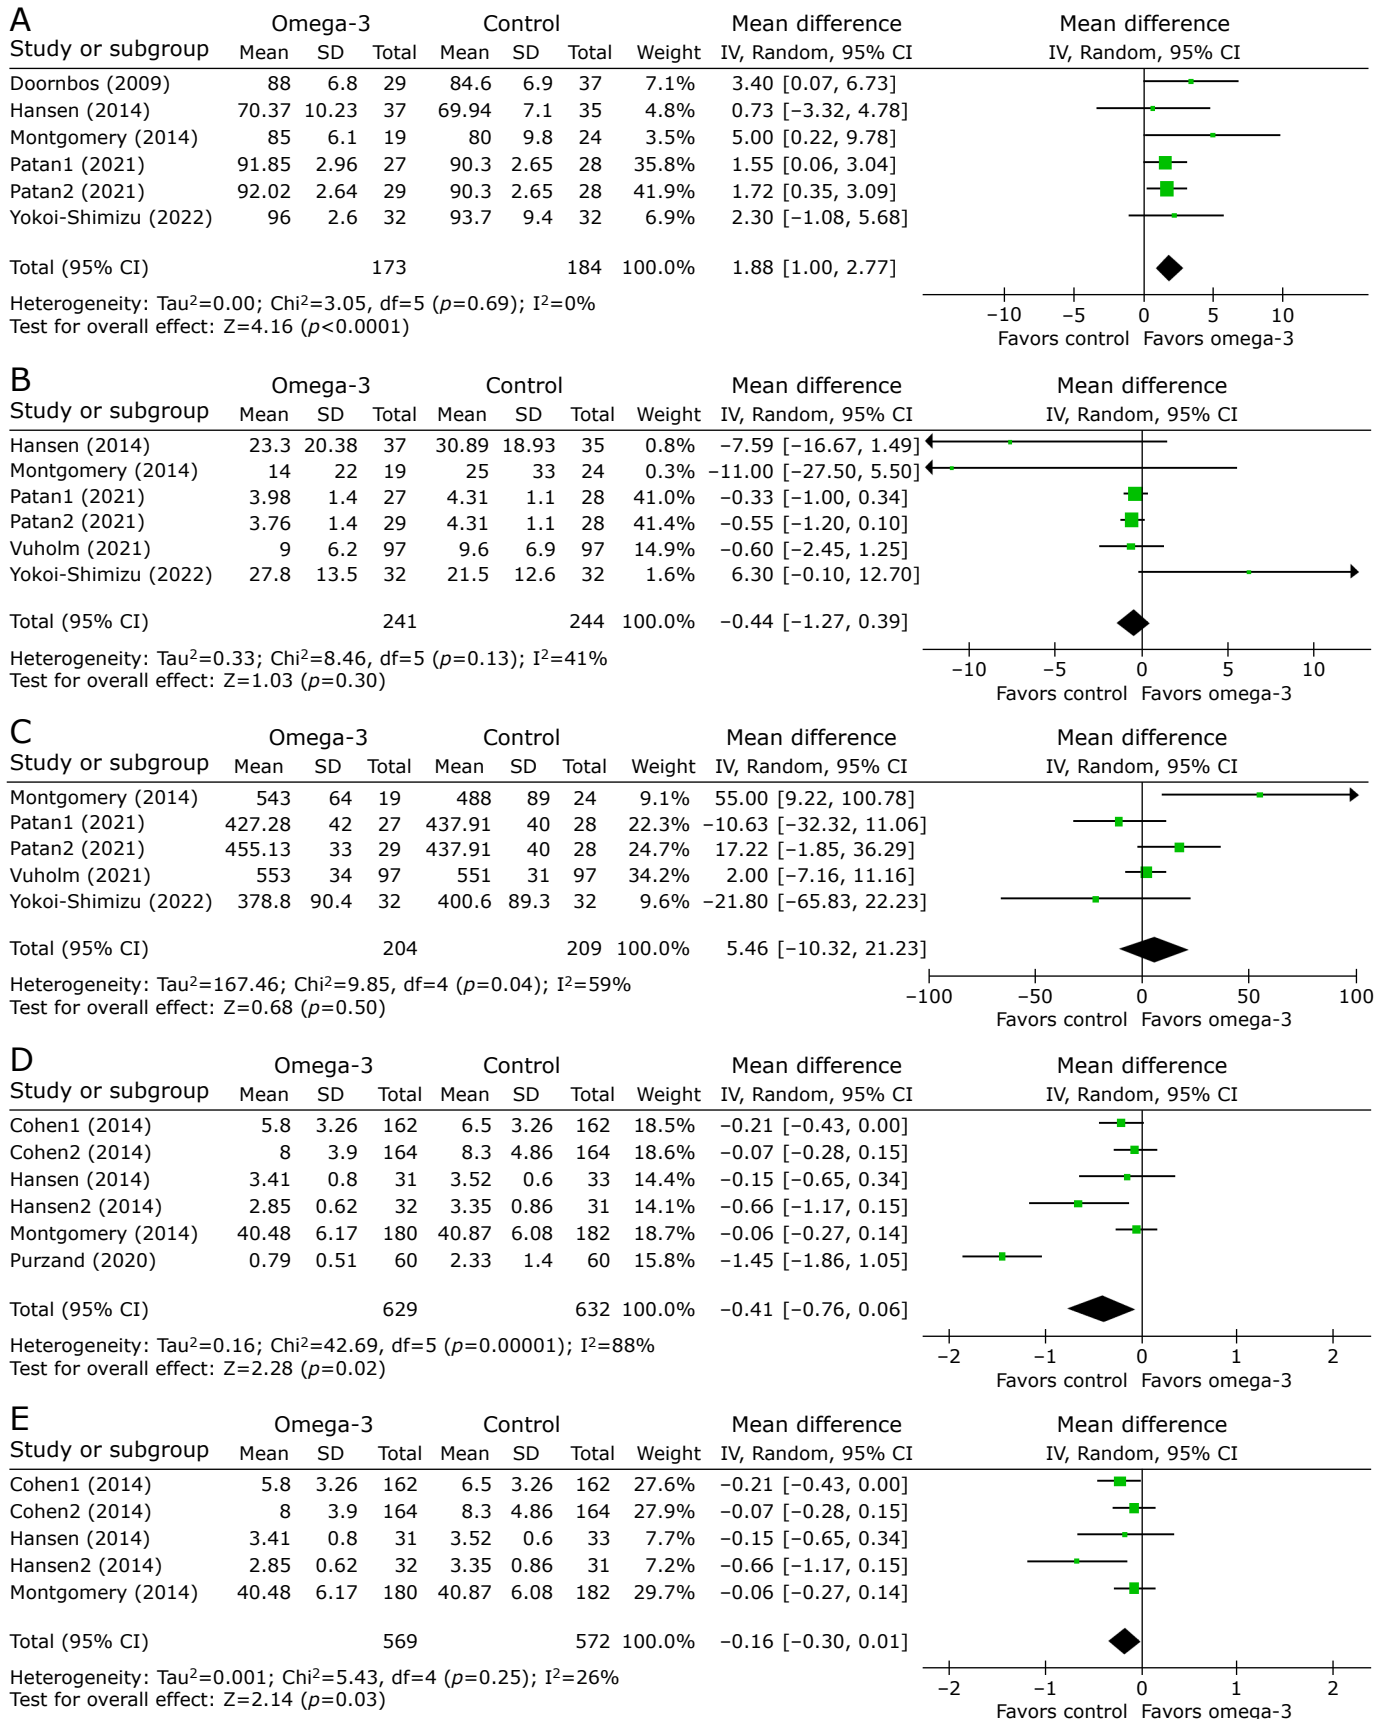 A
Omega-3 Control Mean difference Mean difference
Study or subgroup Mean SD Total Mean SD Total Weight IV, Random, 95% CI IV, Random, 95% CI
Doornbos (2009) 88 6.8 29 84.6 6.9 37 7.1% 3.40 [0.07, 6.73]
Hansen (2014) 70.37 10.23 37 69.94 7.1 35 4.8% 0.73 [−3.32, 4.78]
Montgomery (2014) 85 6.1 19 80 9.8 24 3.5% 5.00 [0.22, 9.78]
Patan1 (2021) 91.85 2.96 27 90.3 2.65 28 35.8% 1.55 [0.06, 3.04]
Patan2 (2021) 92.02 2.64 29 90.3 2.65 28 41.9% 1.72 [0.35, 3.09]
Yokoi-Shimizu (2022) 96 2.6 32 93.7 9.4 32 6.9% 2.30 [−1.08, 5.68]
Total (95% CI) 173 184 100.0% 1.88 [1.00, 2.77]
Heterogeneity: Tau²=0.00; Chi²=3.05, df=5 (p=0.69); I²=0%
Test for overall effect: Z=4.16 (p<0.0001)
−10 −5 0 5 10
Favors control Favors omega-3
B
Omega-3 Control Mean difference Mean difference
Study or subgroup Mean SD Total Mean SD Total Weight IV, Random, 95% CI IV, Random, 95% CI
Hansen (2014) 23.3 20.38 37 30.89 18.93 35 0.8% −7.59 [−16.67, 1.49]
Montgomery (2014) 14 22 19 25 33 24 0.3% −11.00 [−27.50, 5.50]
Patan1 (2021) 3.98 1.4 27 4.31 1.1 28 41.0% −0.33 [−1.00, 0.34]
Patan2 (2021) 3.76 1.4 29 4.31 1.1 28 41.4% −0.55 [−1.20, 0.10]
Vuholm (2021) 9 6.2 97 9.6 6.9 97 14.9% −0.60 [−2.45, 1.25]
Yokoi-Shimizu (2022) 27.8 13.5 32 21.5 12.6 32 1.6% 6.30 [−0.10, 12.70]
Total (95% CI) 241 244 100.0% −0.44 [−1.27, 0.39]
Heterogeneity: Tau²=0.33; Chi²=8.46, df=5 (p=0.13); I²=41%
Test for overall effect: Z=1.03 (p=0.30)
−10 −5 0 5 10
Favors control Favors omega-3
C
Omega-3 Control Mean difference Mean difference
Study or subgroup Mean SD Total Mean SD Total Weight IV, Random, 95% CI IV, Random, 95% CI
Montgomery (2014) 543 64 19 488 89 24 9.1% 55.00 [9.22, 100.78]
Patan1 (2021) 427.28 42 27 437.91 40 28 22.3% −10.63 [−32.32, 11.06]
Patan2 (2021) 455.13 33 29 437.91 40 28 24.7% 17.22 [−1.85, 36.29]
Vuholm (2021) 553 34 97 551 31 97 34.2% 2.00 [−7.16, 11.16]
Yokoi-Shimizu (2022) 378.8 90.4 32 400.6 89.3 32 9.6% −21.80 [−65.83, 22.23]
Total (95% CI) 204 209 100.0% 5.46 [−10.32, 21.23]
Heterogeneity: Tau²=167.46; Chi²=9.85, df=4 (p=0.04); I²=59%
Test for overall effect: Z=0.68 (p=0.50)
−100 −50 0 50 100
Favors control Favors omega-3
D
Omega-3 Control Mean difference Mean difference
Study or subgroup Mean SD Total Mean SD Total Weight IV, Random, 95% CI IV, Random, 95% CI
Cohen1 (2014) 5.8 3.26 162 6.5 3.26 162 18.5% −0.21 [−0.43, 0.00]
Cohen2 (2014) 8 3.9 164 8.3 4.86 164 18.6% −0.07 [−0.28, 0.15]
Hansen (2014) 3.41 0.8 31 3.52 0.6 33 14.4% −0.15 [−0.65, 0.34]
Hansen2 (2014) 2.85 0.62 32 3.35 0.86 31 14.1% −0.66 [−1.17, 0.15]
Montgomery (2014) 40.48 6.17 180 40.87 6.08 182 18.7% −0.06 [−0.27, 0.14]
Purzand (2020) 0.79 0.51 60 2.33 1.4 60 15.8% −1.45 [−1.86, 1.05]
Total (95% CI) 629 632 100.0% −0.41 [−0.76, 0.06]
Heterogeneity: Tau²=0.16; Chi²=42.69, df=5 (p=0.00001); I²=88%
Test for overall effect: Z=2.28 (p=0.02)
−2 −1 0 1 2
Favors control Favors omega-3
E
Omega-3 Control Mean difference Mean difference
Study or subgroup Mean SD Total Mean SD Total Weight IV, Random, 95% CI IV, Random, 95% CI
Cohen1 (2014) 5.8 3.26 162 6.5 3.26 162 27.6% −0.21 [−0.43, 0.00]
Cohen2 (2014) 8 3.9 164 8.3 4.86 164 27.9% −0.07 [−0.28, 0.15]
Hansen (2014) 3.41 0.8 31 3.52 0.6 33 7.7% −0.15 [−0.65, 0.34]
Hansen2 (2014) 2.85 0.62 32 3.35 0.86 31 7.2% −0.66 [−1.17, 0.15]
Montgomery (2014) 40.48 6.17 180 40.87 6.08 182 29.7% −0.06 [−0.27, 0.14]
Total (95% CI) 569 572 100.0% −0.16 [−0.30, 0.01]
Heterogeneity: Tau²=0.001; Chi²=5.43, df=4 (p=0.25); I²=26%
Test for overall effect: Z=2.14 (p=0.03)
−2 −1 0 1 2
Favors control Favors omega-3